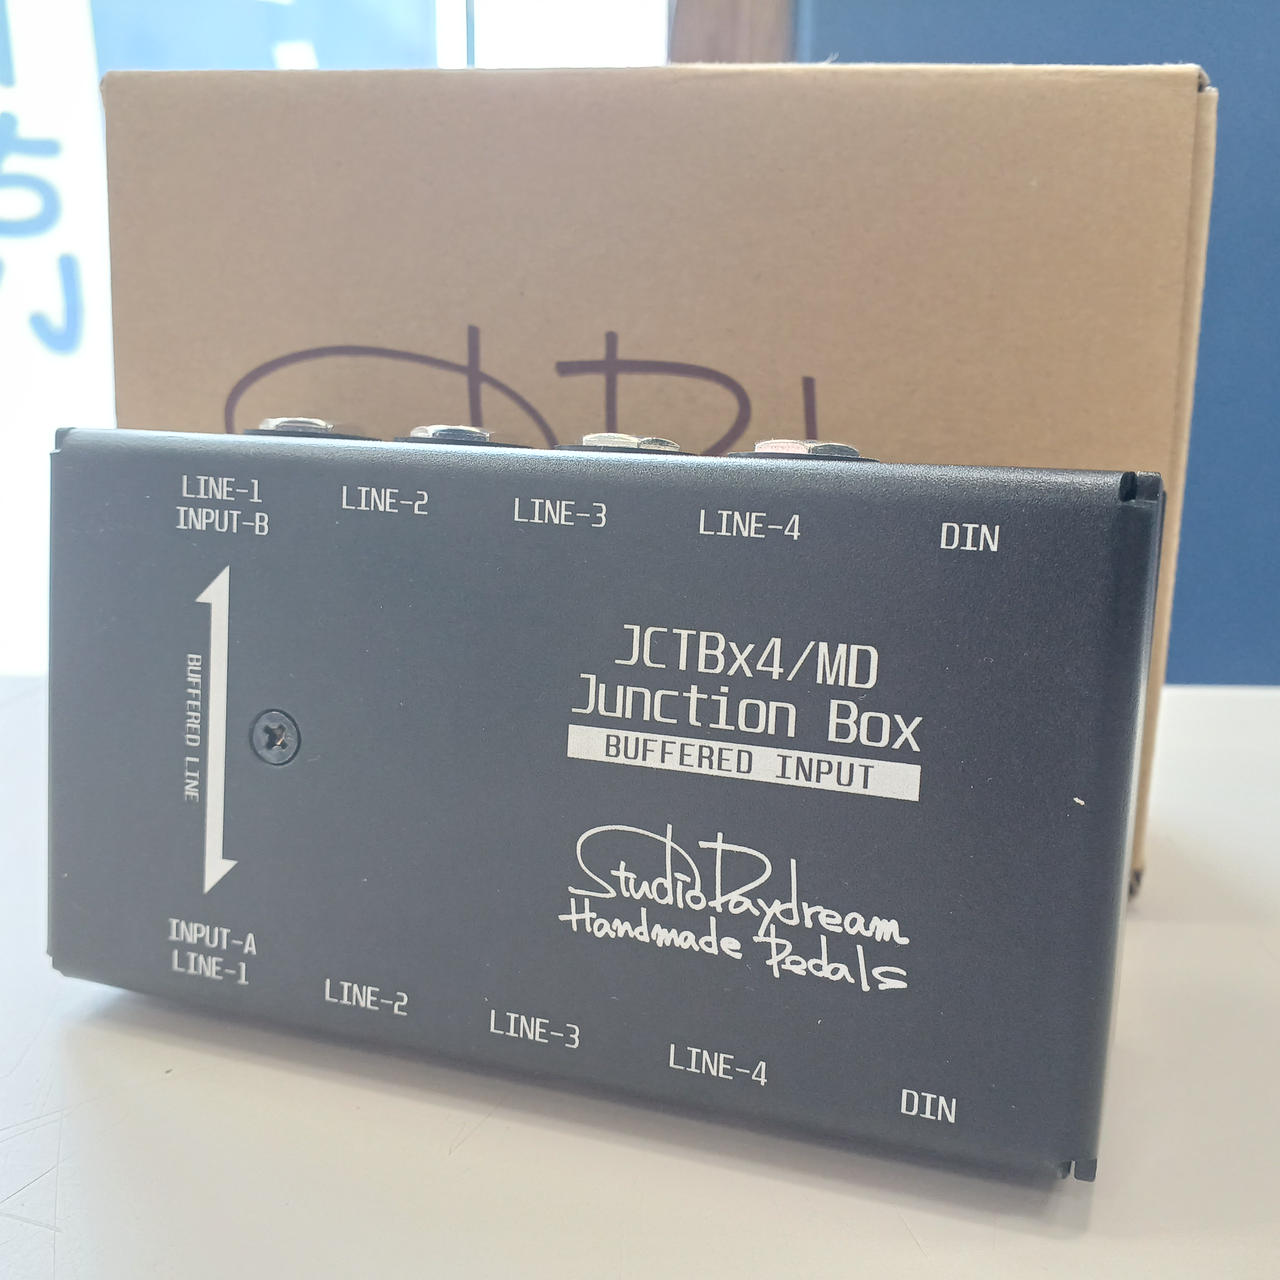 LINE-1
INPUT-B
LINE-2
LINE-3
LINE-4
DIN
BUFFERED LINE
JCTBx4/MD
Junction Box
BUFFERED INPUT
StudioDaydream
Handmade Pedals
INPUT-A
LINE-1
LINE-2
LINE-3
LINE-4
DIN